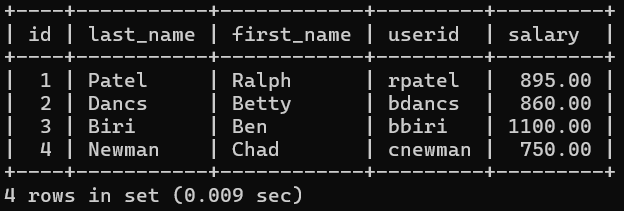 +----+-----------+------------+---------+---------+
| id | last_name | first_name | userid  | salary  |
+----+-----------+------------+---------+---------+
|  1 | Patel     | Ralph      | rpatel  |  895.00 |
|  2 | Dancs     | Betty      | bdancs  |  860.00 |
|  3 | Biri      | Ben        | bbiri   | 1100.00 |
|  4 | Newman    | Chad       | cnewman |  750.00 |
+----+-----------+------------+---------+---------+
4 rows in set (0.009 sec)